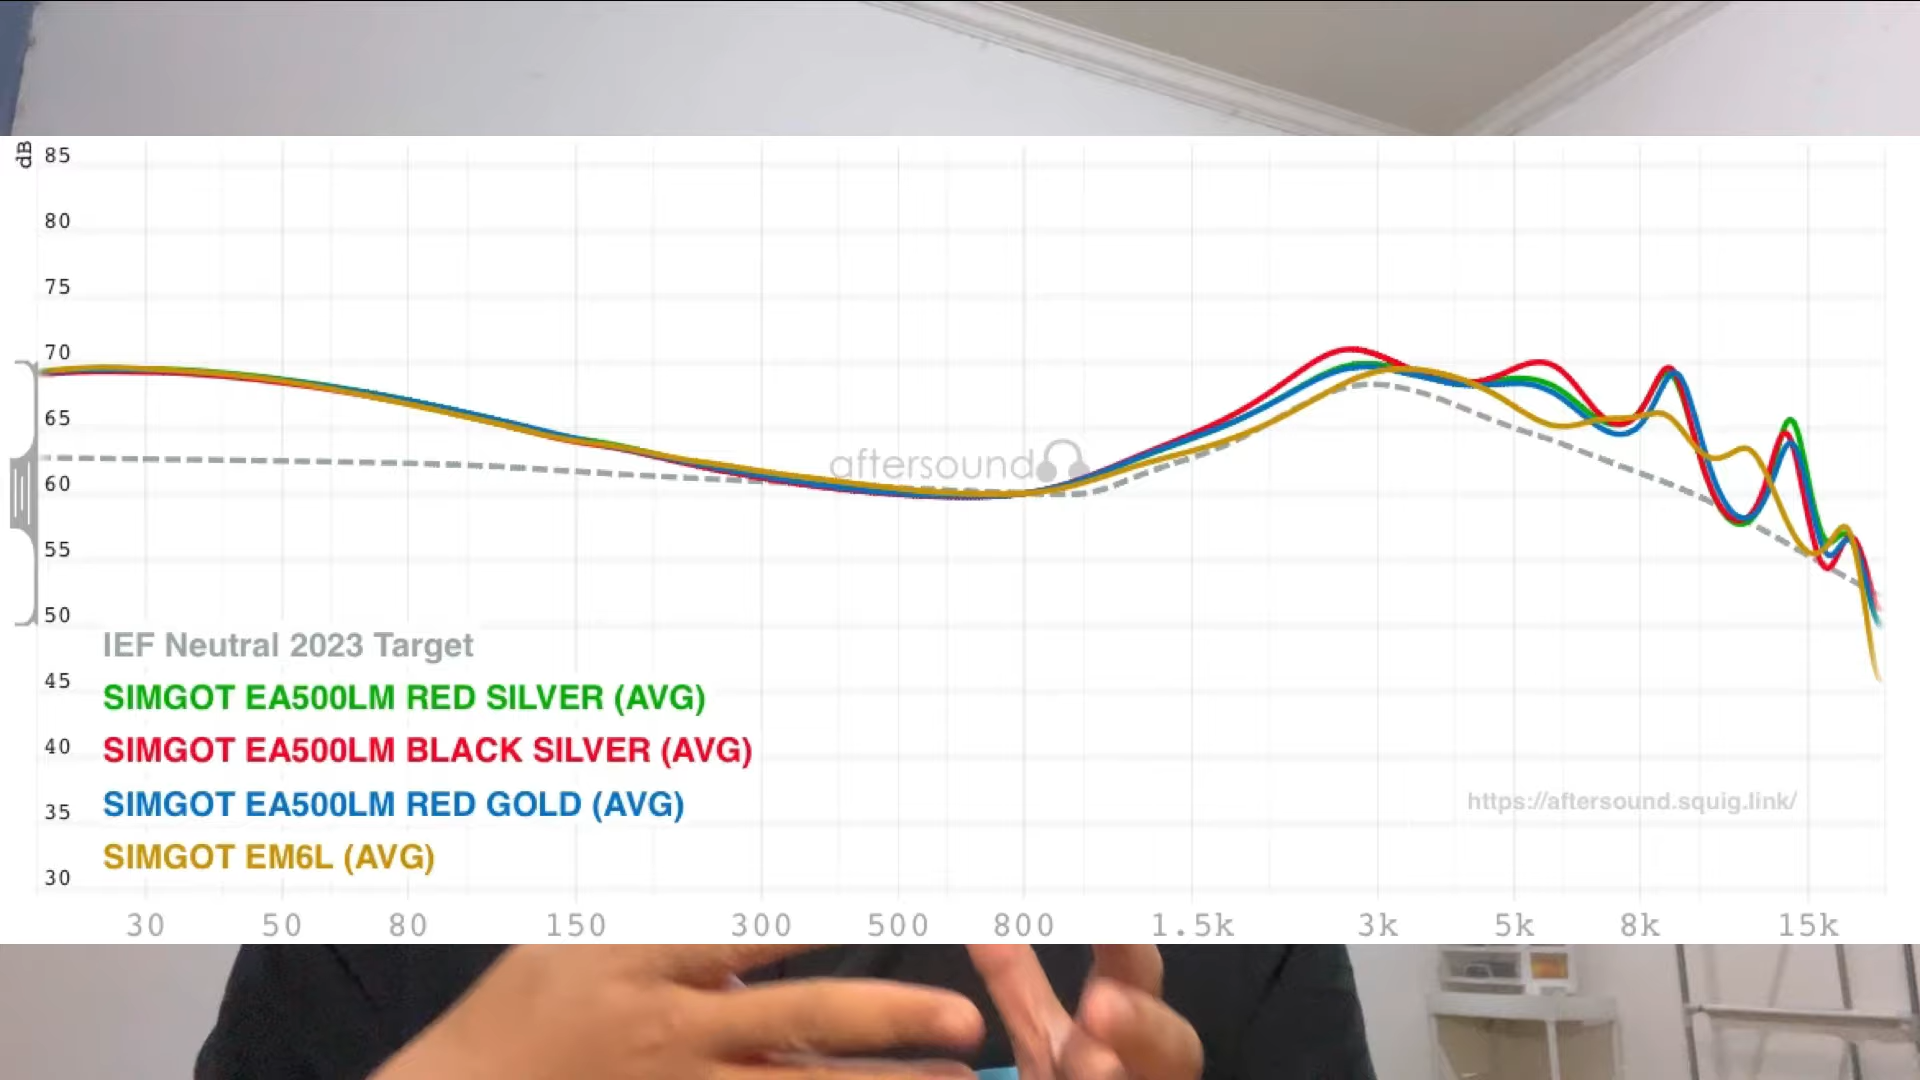 dB
85
80
75
70
65
60
55
50
45
40
35
30
aftersound
IEF Neutral 2023 Target
SIMGOT EA500LM RED SILVER (AVG)
SIMGOT EA500LM BLACK SILVER (AVG)
SIMGOT EA500LM RED GOLD (AVG)
SIMGOT EM6L (AVG)
https://aftersound.squig.link/
30 50 80 150 300 500 800 1.5k 3k 5k 8k 15k